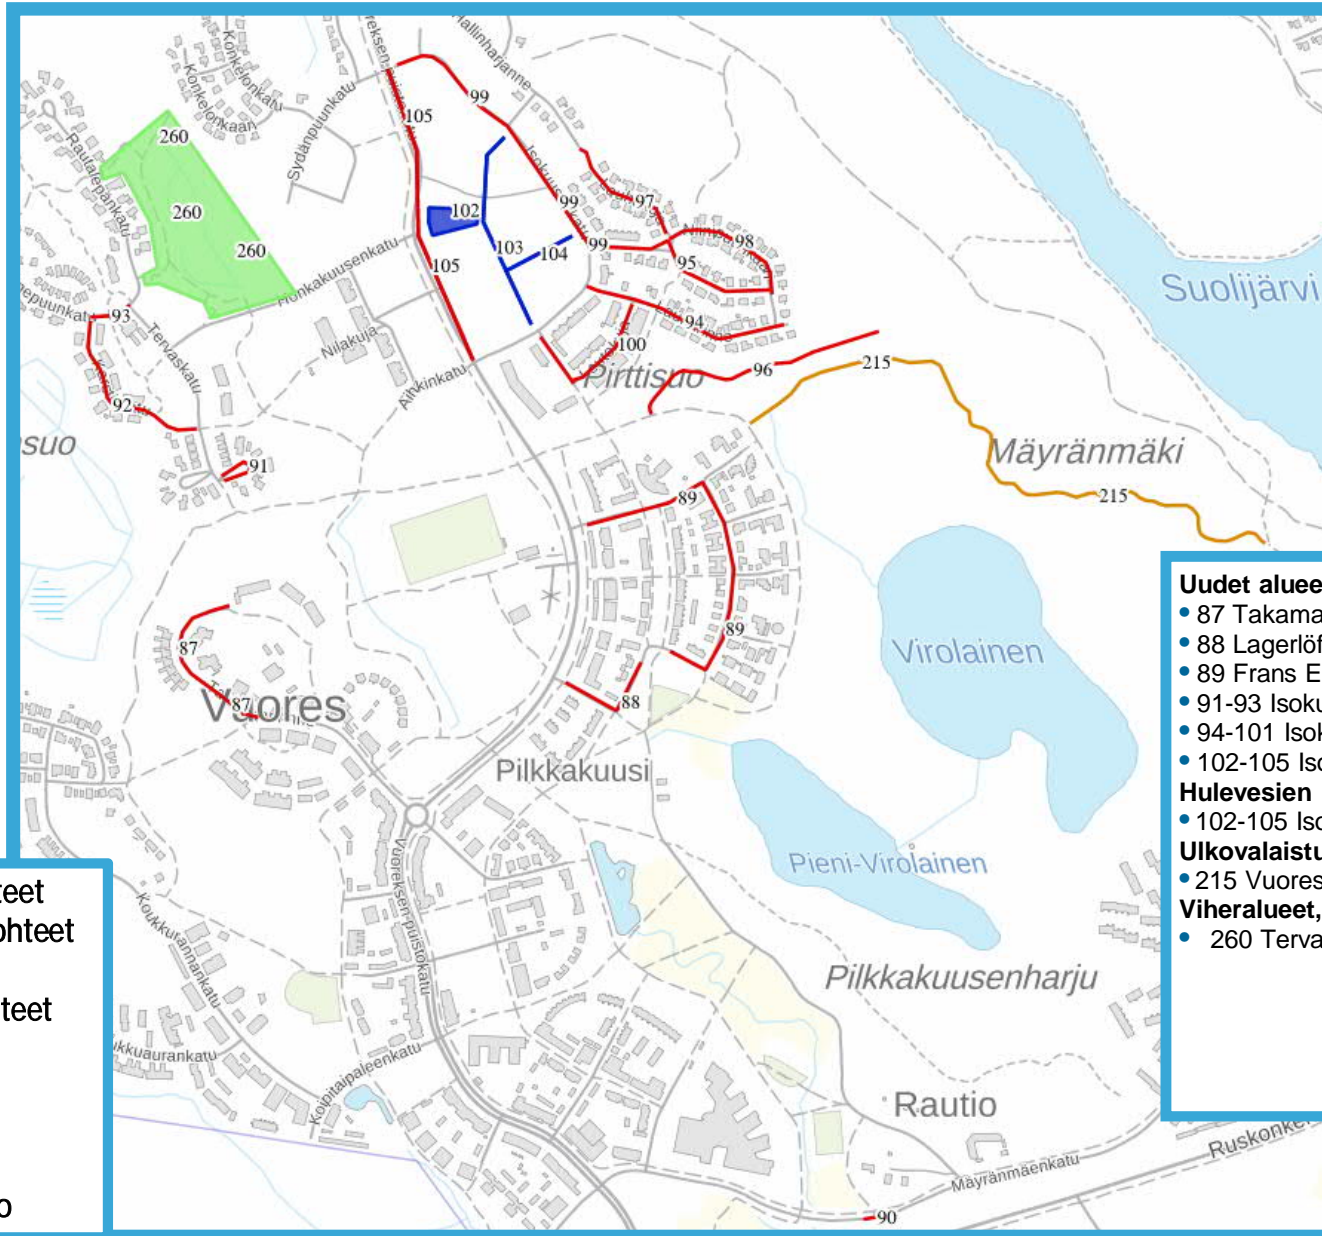 Konkelonkatu
Konkelonkaari
Hallinharjanne
Sydänpuunkatu
Rautalepänkatu
260
260
260
105
99
99
99
102
103
104
105
97
98
95
94
100
96
215
215
Suolijärvi
Honkakuusenkatu
93
Tervaskatu
Nilakuja
Aihkinkatu
92
91
suo
Pirttisuo
Mäyränmäki
89
89
87
87
88
Vuores
Virolainen
Pilkkakuusi
Pieni-Virolainen
Vuoreksen-puistokatu
Koukkurannankatu
Pilkkakuusenharju
ukkuaurankatu
Koipitaipaleenkatu
Rautio
Mäyränmäenkatu
Ruskonke
90
Uudet aluee
• 87 Takama
• 88 Lagerlöf
• 89 Frans E
• 91-93 Isoku
• 94-101 Isok
• 102-105 Iso
Hulevesien
• 102-105 Iso
Ulkovalaistu
• 215 Vuores
Viheralueet,
• 260 Terva
teet
ohteet
teet
o